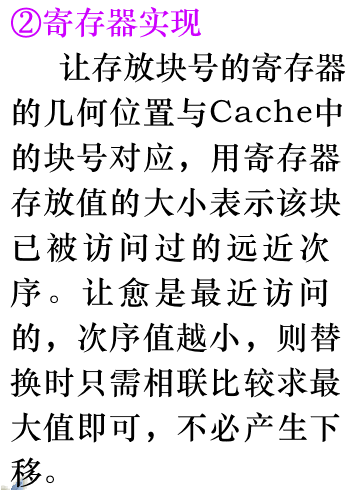 ②寄存器实现
让存放块号的寄存器
的几何位置与Cache中
的块号对应，用寄存器
存放值的大小表示该块
已被访问过的远近次
序。让愈是最近访问
的，次序值越小，则替
换时只需相联比较求最
大值即可，不必产生下
移。